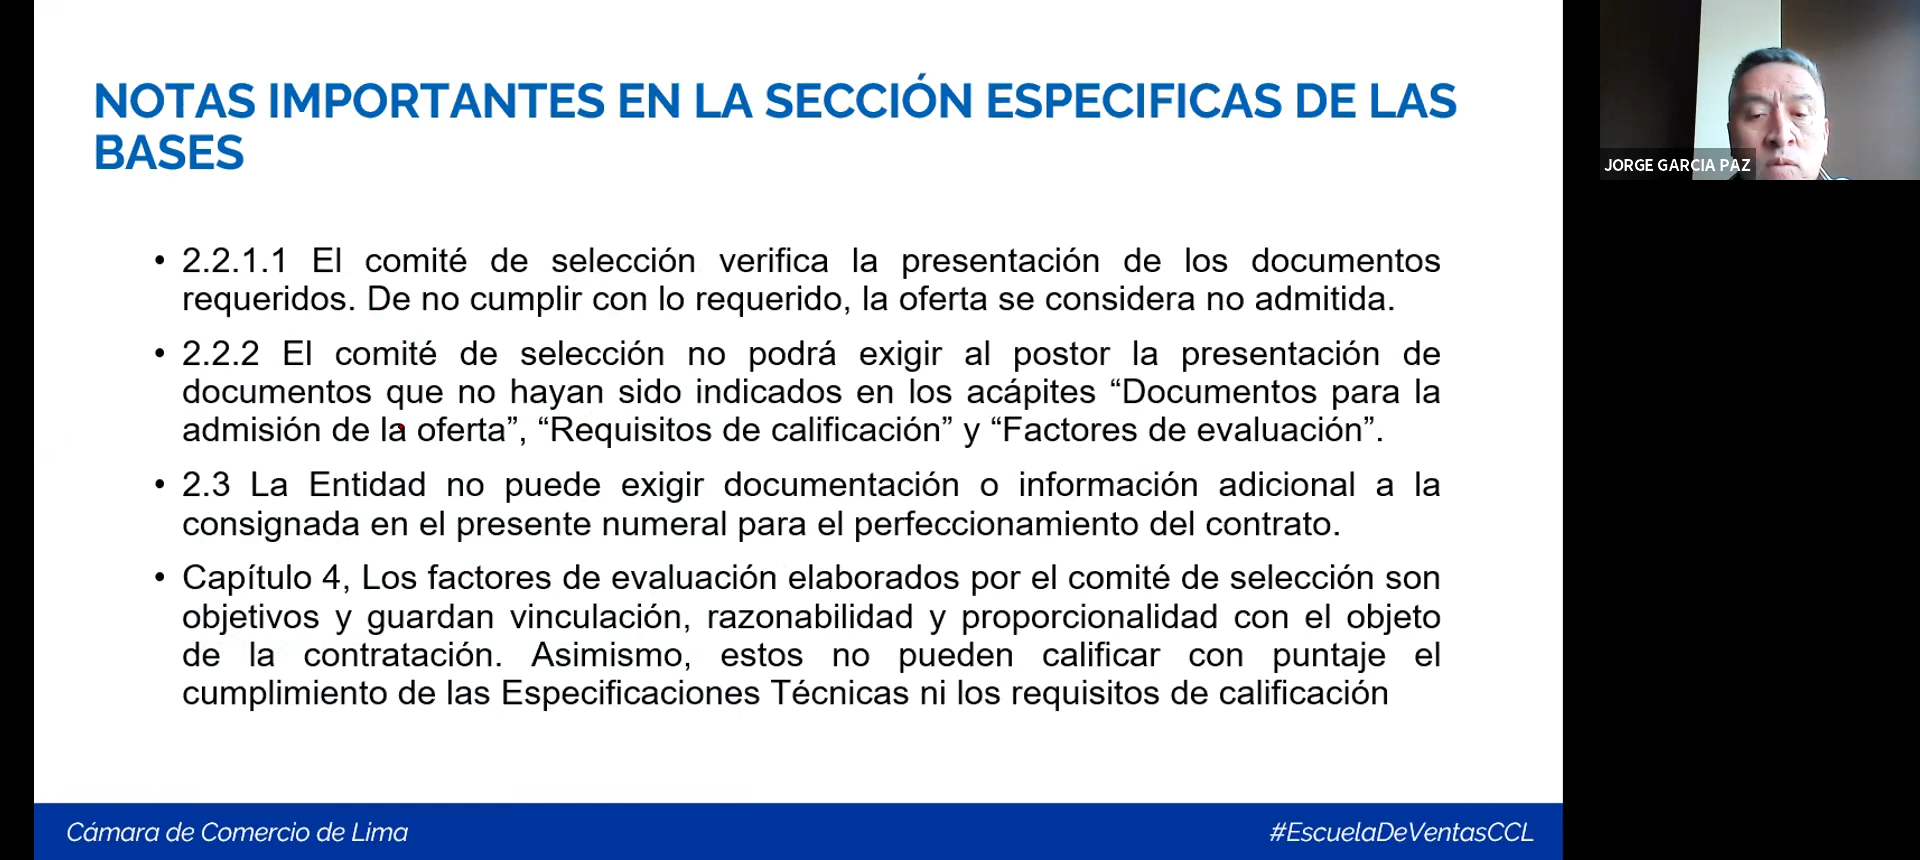 NOTAS IMPORTANTES EN LA SECCIÓN ESPECIFICAS DE LAS
BASES
JORGE GARCIA PAZ
• 2.2.1.1 El comité de selección verifica la presentación de los documentos
requeridos. De no cumplir con lo requerido, la oferta se considera no admitida.
• 2.2.2 El comité de selección no podrá exigir al postor la presentación de
documentos que no hayan sido indicados en los acápites “Documentos para la
admisión de la oferta”, “Requisitos de calificación” y “Factores de evaluación”.
• 2.3 La Entidad no puede exigir documentación o información adicional a la
consignada en el presente numeral para el perfeccionamiento del contrato.
• Capítulo 4, Los factores de evaluación elaborados por el comité de selección son
objetivos y guardan vinculación, razonabilidad y proporcionalidad con el objeto
de la contratación. Asimismo, estos no pueden calificar con puntaje el
cumplimiento de las Especificaciones Técnicas ni los requisitos de calificación
Cámara de Comercio de Lima
#EscuelaDeVentasCCL